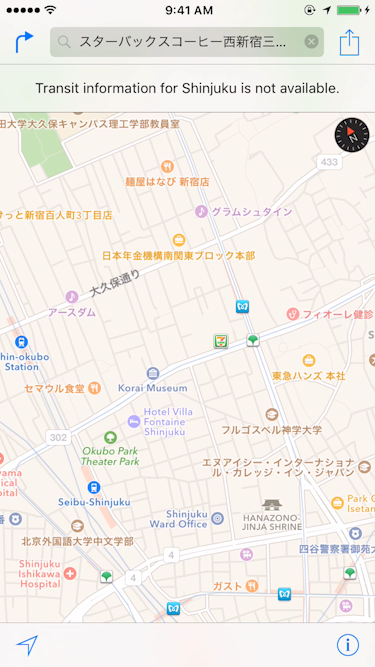 9:41 AM
スターバックスコーヒー西新宿三...
Transit information for Shinjuku is not available.
田大学大久保キャンパス理工学部教員室
N
433
麺屋はなび 新宿店
グラムシュタイン
けっと新宿百人町3丁目店
日本年金機構南関東ブロック本部
大久保通り
アースダム
フィオーレ健診
hin-okubo
Station
東急ハンズ 本社
セマウル食堂
Korai Museum
Hotel Villa
Fontaine
Shinjuku
フルゴスペル神学大学
302
Okubo Park
Theater Park
エヌアイシー・インターナショナ
ル・カレッジ・イン・ジャパン
yama
ical
pital
Seibu-Shinjuku
Park C
Isetan
Shinjuku
Ward Office
HANAZONO-
JINJA SHRINE
北京外国語大学中文学部
四谷警察署御苑大
4
Shinjuku
Ishikawa
Hospital
4
ガスト
4